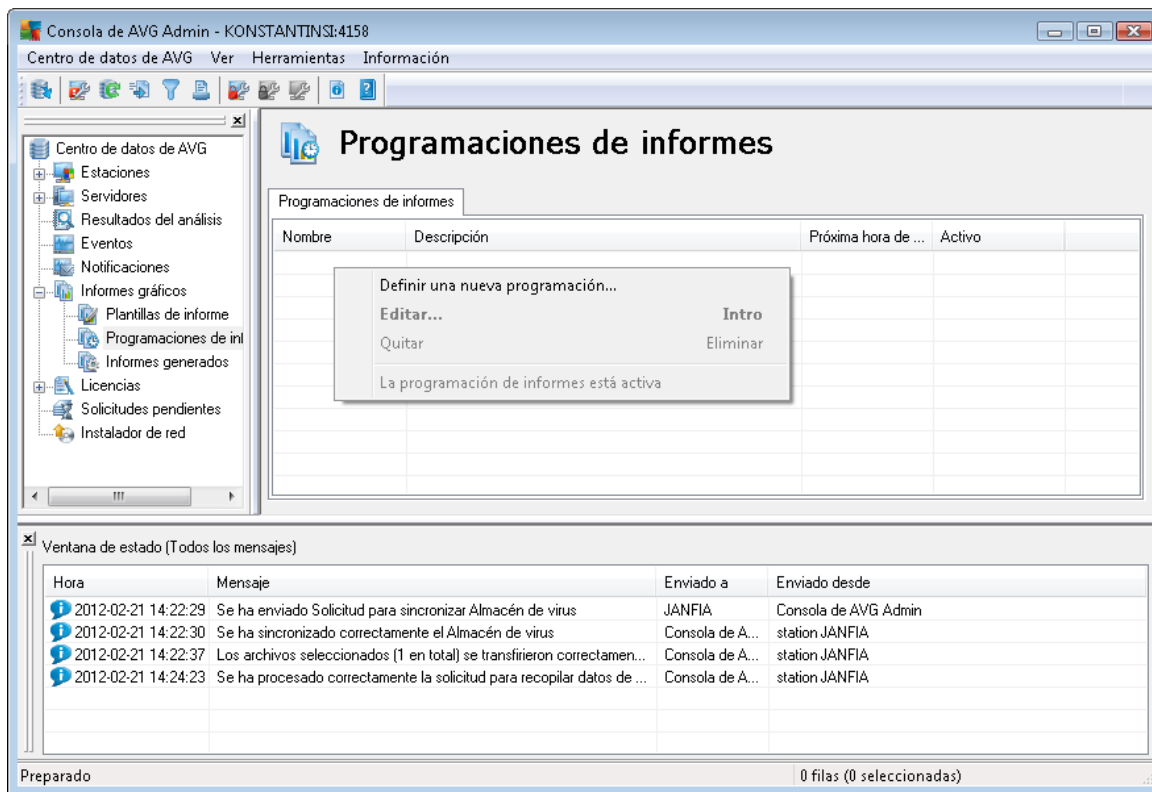 Consola de AVG Admin - KONSTANTINSI:4158
Centro de datos de AVG Ver Herramientas Información
Centro de datos de AVG
Estaciones
Servidores
Resultados del análisis
Eventos
Notificaciones
Informes gráficos
Plantillas de informe
Programaciones de inf
Informes generados
Licencias
Solicitudes pendientes
Instalador de red
Programaciones de informes
Programaciones de informes
Nombre Descripción Próxima hora de ... Activo
Definir una nueva programación...
Editar... Intro
Quitar Eliminar
La programación de informes está activa
Ventana de estado (Todos los mensajes)
Hora Mensaje Enviado a Enviado desde
2012-02-21 14:22:29 Se ha enviado Solicitud para sincronizar Almacén de virus JANFIA Consola de AVG Admin
2012-02-21 14:22:30 Se ha sincronizado correctamente el Almacén de virus Consola de A... station JANFIA
2012-02-21 14:22:37 Los archivos seleccionados (1 en total) se transfirieron correctamen... Consola de A... station JANFIA
2012-02-21 14:24:23 Se ha procesado correctamente la solicitud para recopilar datos de ... Consola de A... station JANFIA
Preparado 0 filas (0 seleccionadas)